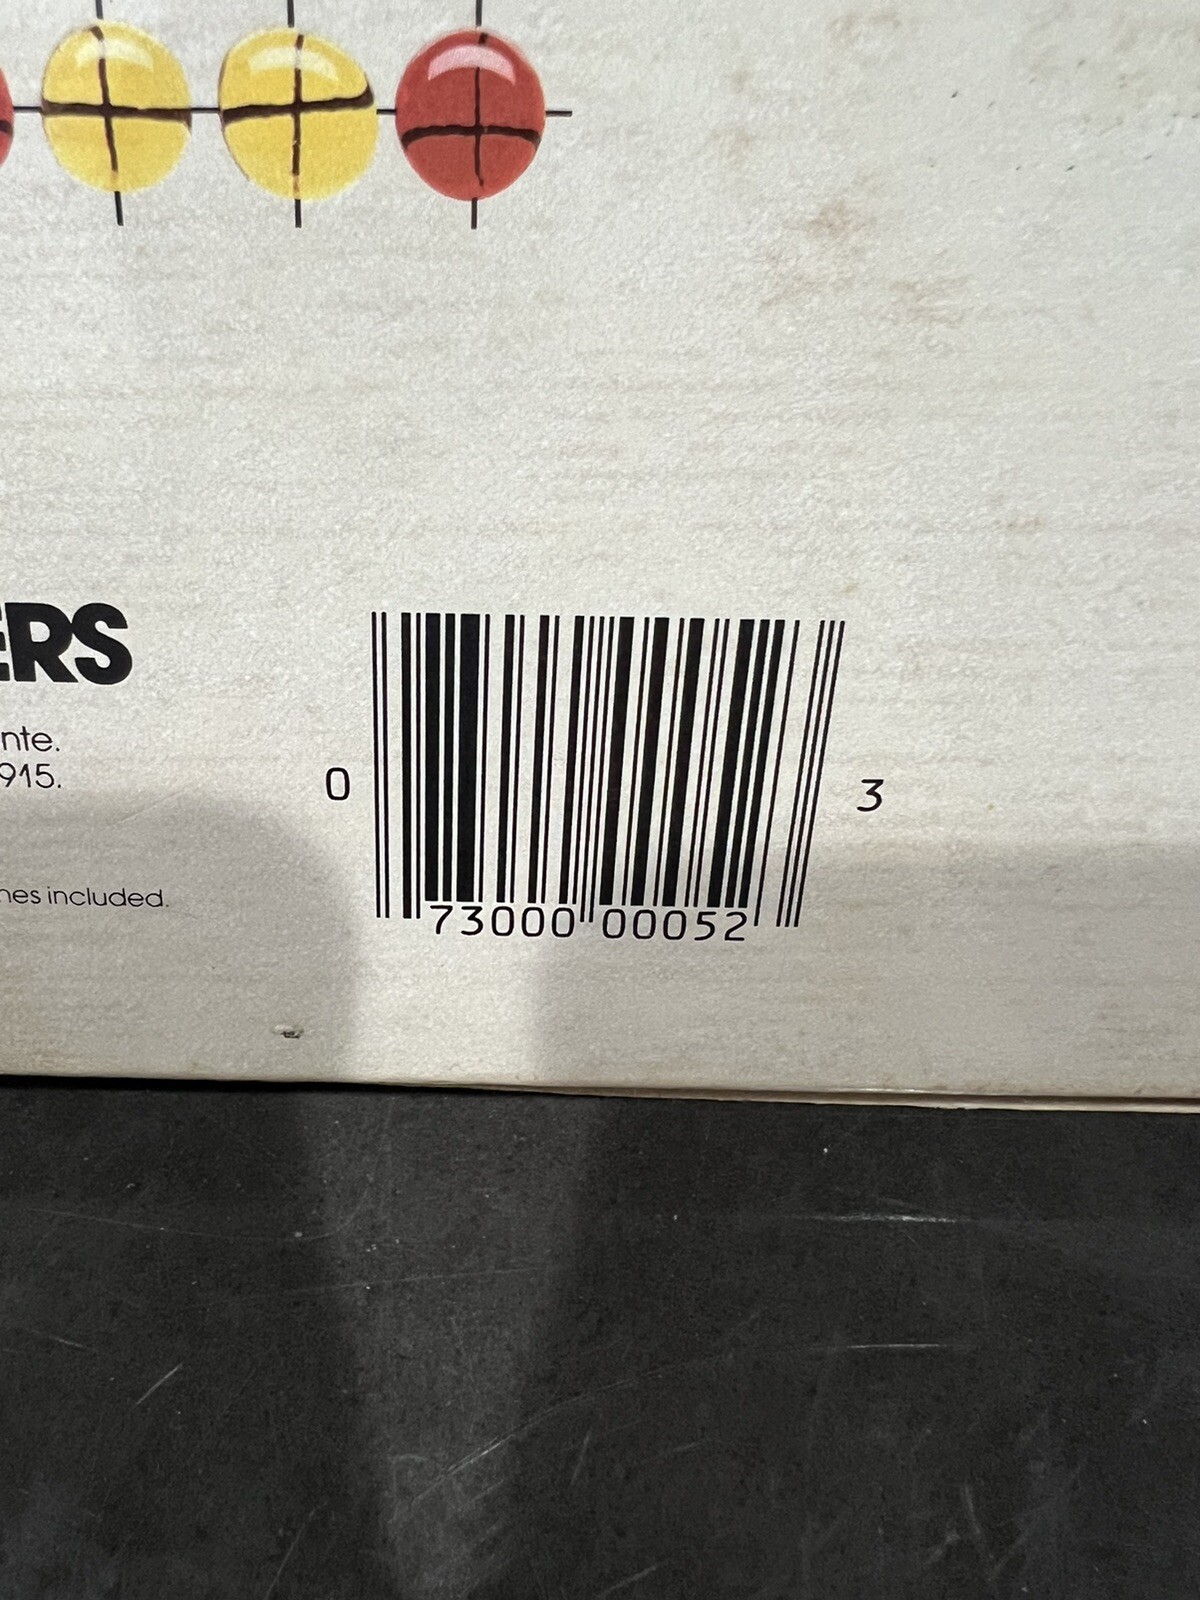 ERS
nte.
915.
nes included.
0 73000 00052 3